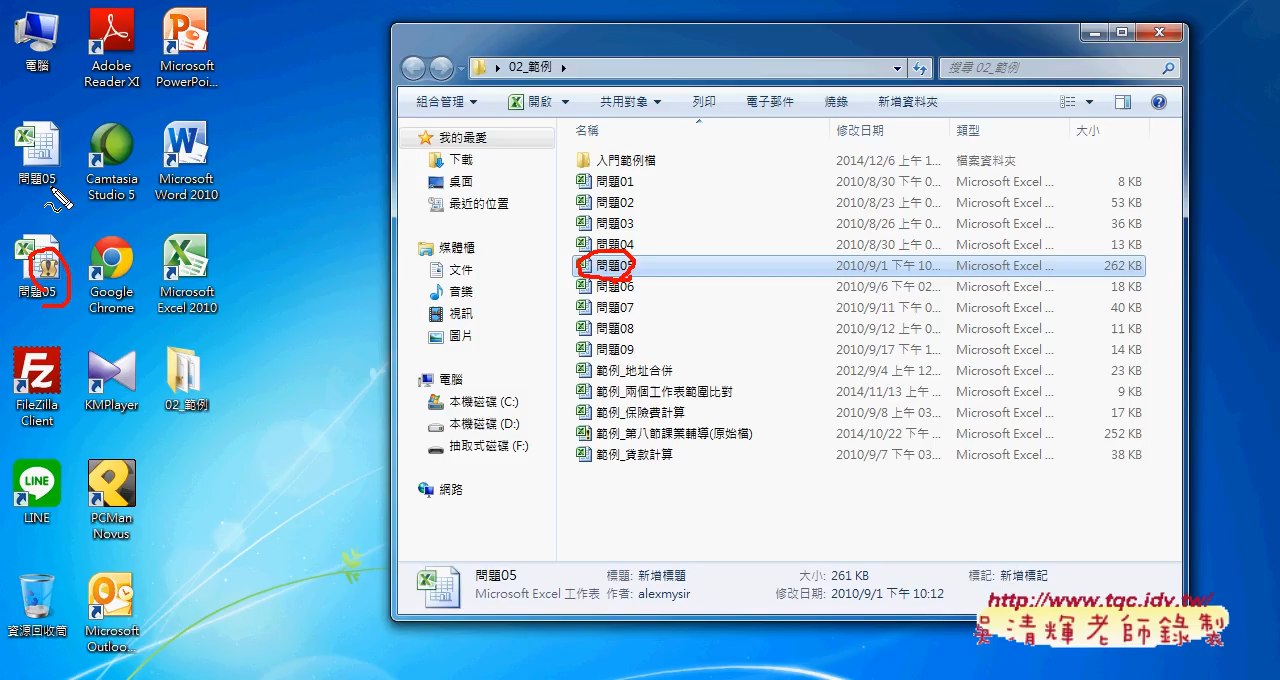 電腦
Adobe
Reader XI
Microsoft
PowerPoi...
問題05
Camtasia
Studio 5
Microsoft
Word 2010
問題05
Google
Chrome
Microsoft
Excel 2010
FileZilla
Client
KMPlayer
02_範例
LINE
LINE
PCMan
Novus
資源回收筒
Microsoft
Outloo...
02_範例
搜尋 02_範例
組合管理 開啟 共用對象 列印 電子郵件 燒錄 新增資料夾
我的最愛
下載
桌面
最近的位置
媒體櫃
文件
音樂
視訊
圖片
電腦
本機磁碟 (C:)
本機磁碟 (D:)
抽取式磁碟 (F:)
網路
名稱 修改日期 類型 大小
入門範例檔 2014/12/6 上午 1... 檔案資料夾
問題01 2010/8/30 下午 0... Microsoft Excel ... 8 KB
問題02 2010/8/23 上午 0... Microsoft Excel ... 53 KB
問題03 2010/8/26 上午 0... Microsoft Excel ... 36 KB
問題04 2010/8/30 上午 0... Microsoft Excel ... 13 KB
問題05 2010/9/1 下午 10... Microsoft Excel ... 262 KB
問題06 2010/9/6 下午 02... Microsoft Excel ... 18 KB
問題07 2010/9/11 下午 0... Microsoft Excel ... 40 KB
問題08 2010/9/12 上午 0... Microsoft Excel ... 11 KB
問題09 2010/9/17 下午 1... Microsoft Excel ... 14 KB
範例_地址合併 2012/9/4 上午 12... Microsoft Excel ... 23 KB
範例_兩個工作表範圍比對 2014/11/13 上午 ... Microsoft Excel ... 9 KB
範例_保險費計算 2010/9/8 上午 03... Microsoft Excel ... 17 KB
範例_第八節課業輔導(原始檔) 2014/10/22 下午 ... Microsoft Excel ... 252 KB
範例_貸款計算 2010/9/7 下午 03... Microsoft Excel ... 38 KB
問題05 標題: 新增標題 大小: 261 KB 標記: 新增標記
Microsoft Excel 工作表 作者: alexmysir 修改日期: 2010/9/1 下午 10:12
http://www.tqc.idv.tw/
吳清輝老師錄製